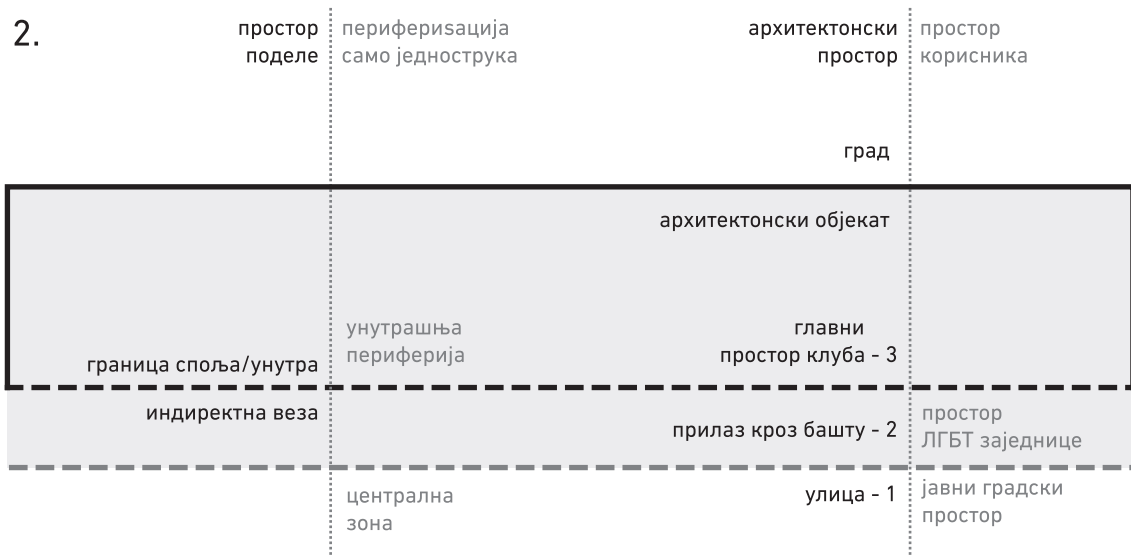 2.
простор
поделе
перифериѕација
само једнострука
архитектонски
простор
простор
корисника
град
архитектонски објекат
унутрашња
периферија
главни
простор клуба - 3
граница споља/унутра
индиректна веза
прилаз кроз башту - 2
простор
ЛГБТ заједнице
централна
зона
улица - 1
јавни градски
простор